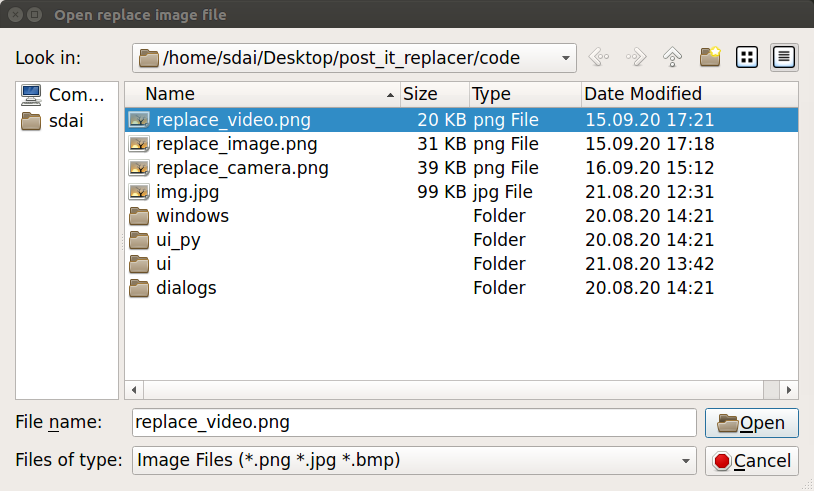 Open replace image file
Look in: /home/sdai/Desktop/post_it_replacer/code
Com...
sdai
Name Size Type Date Modified
replace_video.png 20 KB png File 15.09.20 17:21
replace_image.png 31 KB png File 15.09.20 17:18
replace_camera.png 39 KB png File 16.09.20 15:12
img.jpg 99 KB jpg File 21.08.20 12:31
windows Folder 20.08.20 14:21
ui_py Folder 20.08.20 14:21
ui Folder 21.08.20 13:42
dialogs Folder 20.08.20 14:21
File name: replace_video.png Open
Files of type: Image Files (*.png *.jpg *.bmp) Cancel